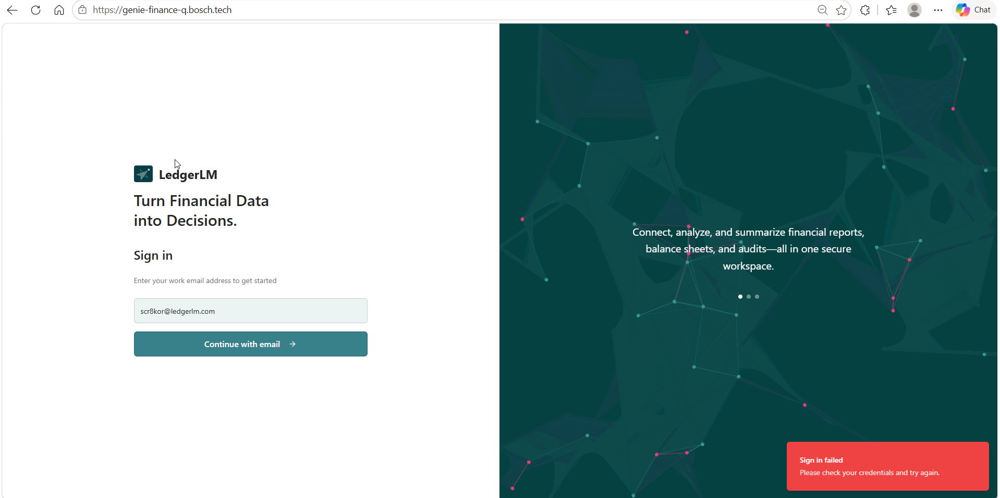 https://genie-finance-q.bosch.tech
Chat
LedgerLM
Turn Financial Data
into Decisions.
Sign in
Enter your work email address to get started
scr8kor@ledgerlm.com
Continue with email →
Connect, analyze, and summarize financial reports,
balance sheets, and audits—all in one secure
workspace.
Sign in failed
Please check your credentials and try again.